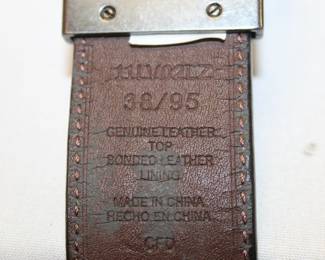 38/95
GENUINE LEATHER
TOP
BONDED LEATHER
LINING
MADE IN CHINA
HECHO EN CHINA
CFD